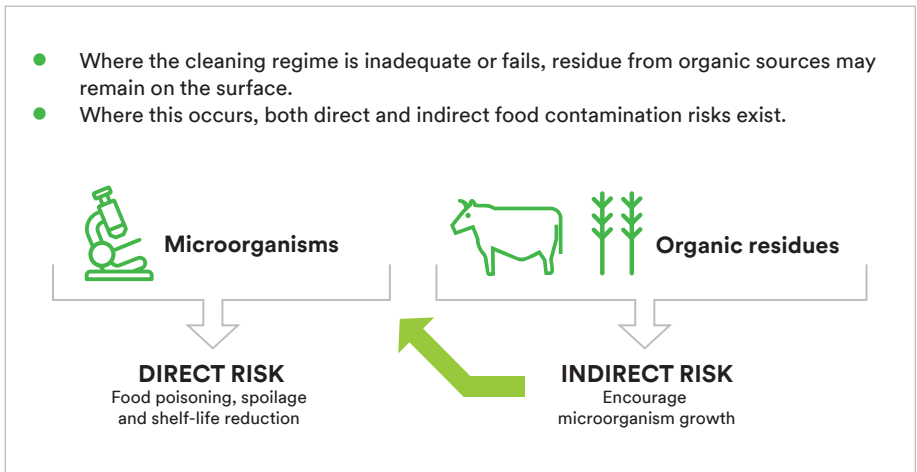 Where the cleaning regime is inadequate or fails, residue from organic sources may
remain on the surface.
Where this occurs, both direct and indirect food contamination risks exist.
Microorganisms
Organic residues
DIRECT RISK
Food poisoning, spoilage
and shelf-life reduction
INDIRECT RISK
Encourage
microorganism growth